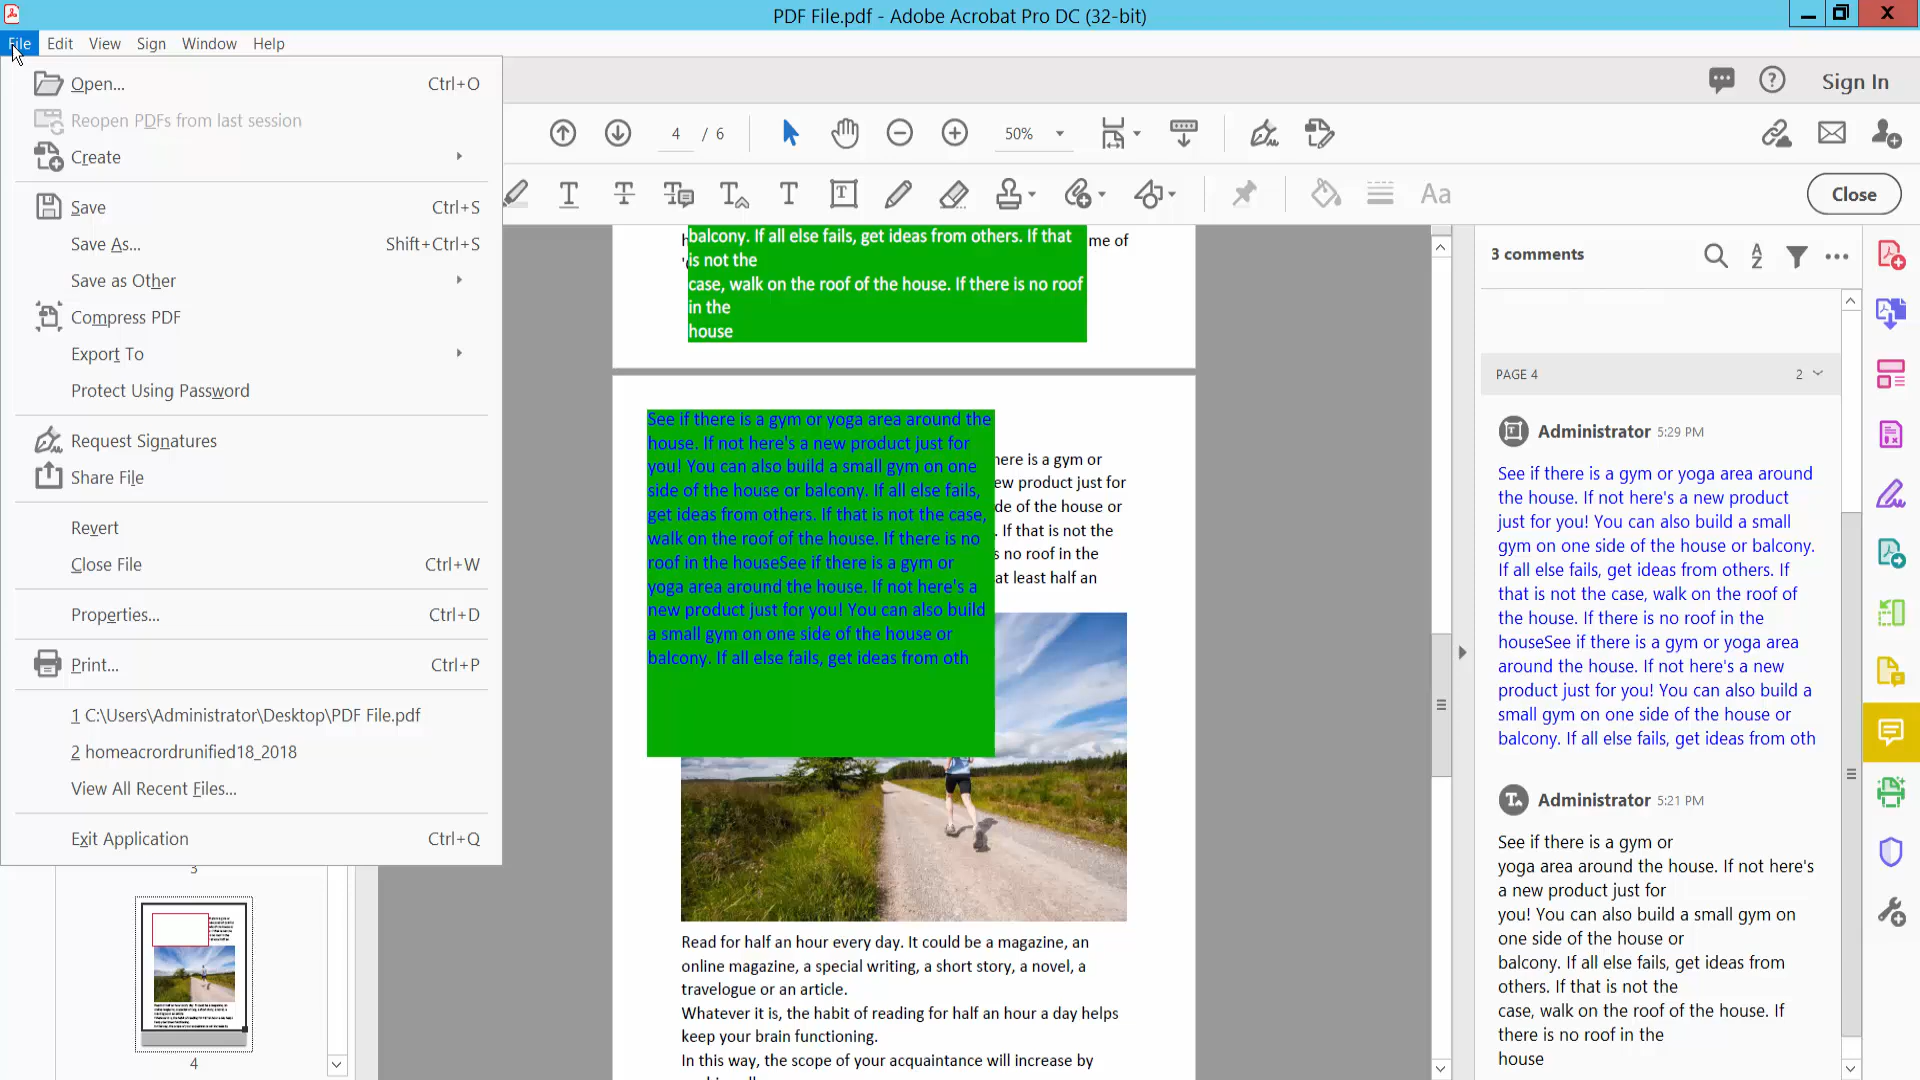 PDF File.pdf - Adobe Acrobat Pro DC (32-bit)
File Edit View Sign Window Help
Open... Ctrl+O
Reopen PDFs from last session
Create
Save Ctrl+S
Save As... Shift+Ctrl+S
Save as Other
Compress PDF
Export To
Protect Using Password
Request Signatures
Share File
Revert
Close File Ctrl+W
Properties... Ctrl+D
Print... Ctrl+P
1 C:\Users\Administrator\Desktop\PDF File.pdf
2 homeacrordrunified18_2018
View All Recent Files...
Exit Application Ctrl+Q
3
4
Sign In
4 / 6
50%
Aa
Close
balcony. If all else fails, get ideas from others. If that
me of
is not the
case, walk on the roof of the house. If there is no roof
in the
house
See if there is a gym or yoga area around the
house. If not here's a new product just for
you! You can also build a small gym on one
side of the house or balcony. If all else fails,
get ideas from others. If that is not the case,
walk on the roof of the house. If there is no
roof in the houseSee if there is a gym or
yoga area around the house. If not here's a
new product just for you! You can also build
a small gym on one side of the house or
balcony. If all else fails, get ideas from oth
here is a gym or
ew product just for
de of the house or
. If that is not the
s no roof in the
at least half an
Read for half an hour every day. It could be a magazine, an
online magazine, a special writing, a short story, a novel, a
travelogue or an article.
Whatever it is, the habit of reading for half an hour a day helps
keep your brain functioning.
In this way, the scope of your acquaintance will increase by
3 comments
PAGE 4 2
Administrator 5:29 PM
See if there is a gym or yoga area around
the house. If not here's a new product
just for you! You can also build a small
gym on one side of the house or balcony.
If all else fails, get ideas from others. If
that is not the case, walk on the roof of
the house. If there is no roof in the
houseSee if there is a gym or yoga area
around the house. If not here's a new
product just for you! You can also build a
small gym on one side of the house or
balcony. If all else fails, get ideas from oth
Administrator 5:21 PM
See if there is a gym or
yoga area around the house. If not here's
a new product just for
you! You can also build a small gym on
one side of the house or
balcony. If all else fails, get ideas from
others. If that is not the
case, walk on the roof of the house. If
there is no roof in the
house